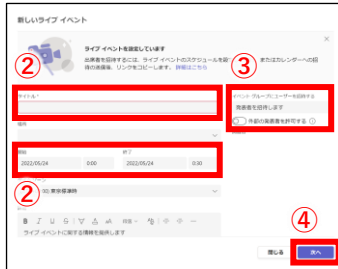 新しいライブ イベント
ライブ イベントを設定しています
出席者を招待するには、ライブ イベントのスケジュールを
または カレンダーへの招
待の送信後、リンクをコピーします。 詳細はこちら
②
③
タイトル *
イベント グループにユーザーを招待する
発表者を招待します
外部の発表者を許可する
場所
開始
終了
2022/05/24
0:00
2022/05/24
0:30
②
東京標準時
B I U S
段落
ライブ イベントに関する情報を提供します
④
閉じる
次へ